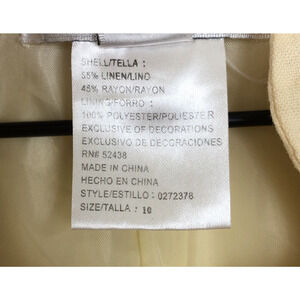 SHELL/TELLA :
55% LINEN/LINO
45% RAYON/RAYON
LINING/FORRO :
100% POLYESTER/POLIESTER
EXCLUSIVE OF DECORATIONS
EXCLUSIVO DE DECORACIONES
RN# 52438
MADE IN CHINA
HECHO EN CHINA
STYLE/ESTILLO : 0272378
SIZE/TALLA : 10